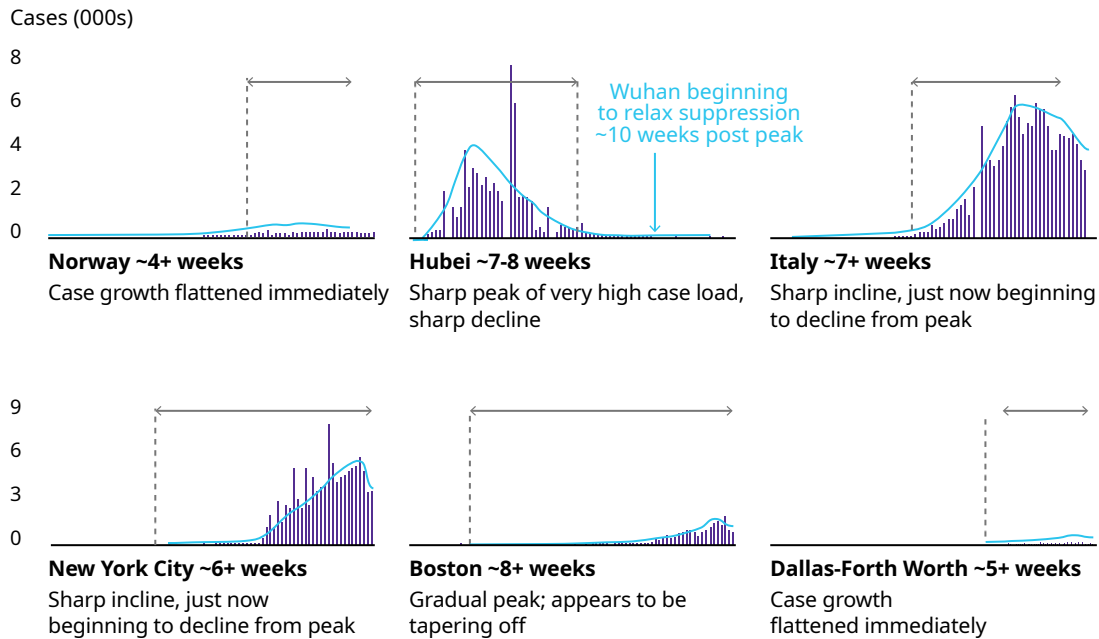 Cases (000s)
8
6
4
2
0
Wuhan beginning
to relax suppression
~10 weeks post peak
Norway ~4+ weeks
Case growth flattened immediately
Hubei ~7-8 weeks
Sharp peak of very high case load,
sharp decline
Italy ~7+ weeks
Sharp incline, just now beginning
to decline from peak
9
6
3
0
New York City ~6+ weeks
Sharp incline, just now
beginning to decline from peak
Boston ~8+ weeks
Gradual peak; appears to be
tapering off
Dallas-Forth Worth ~5+ weeks
Case growth
flattened immediately